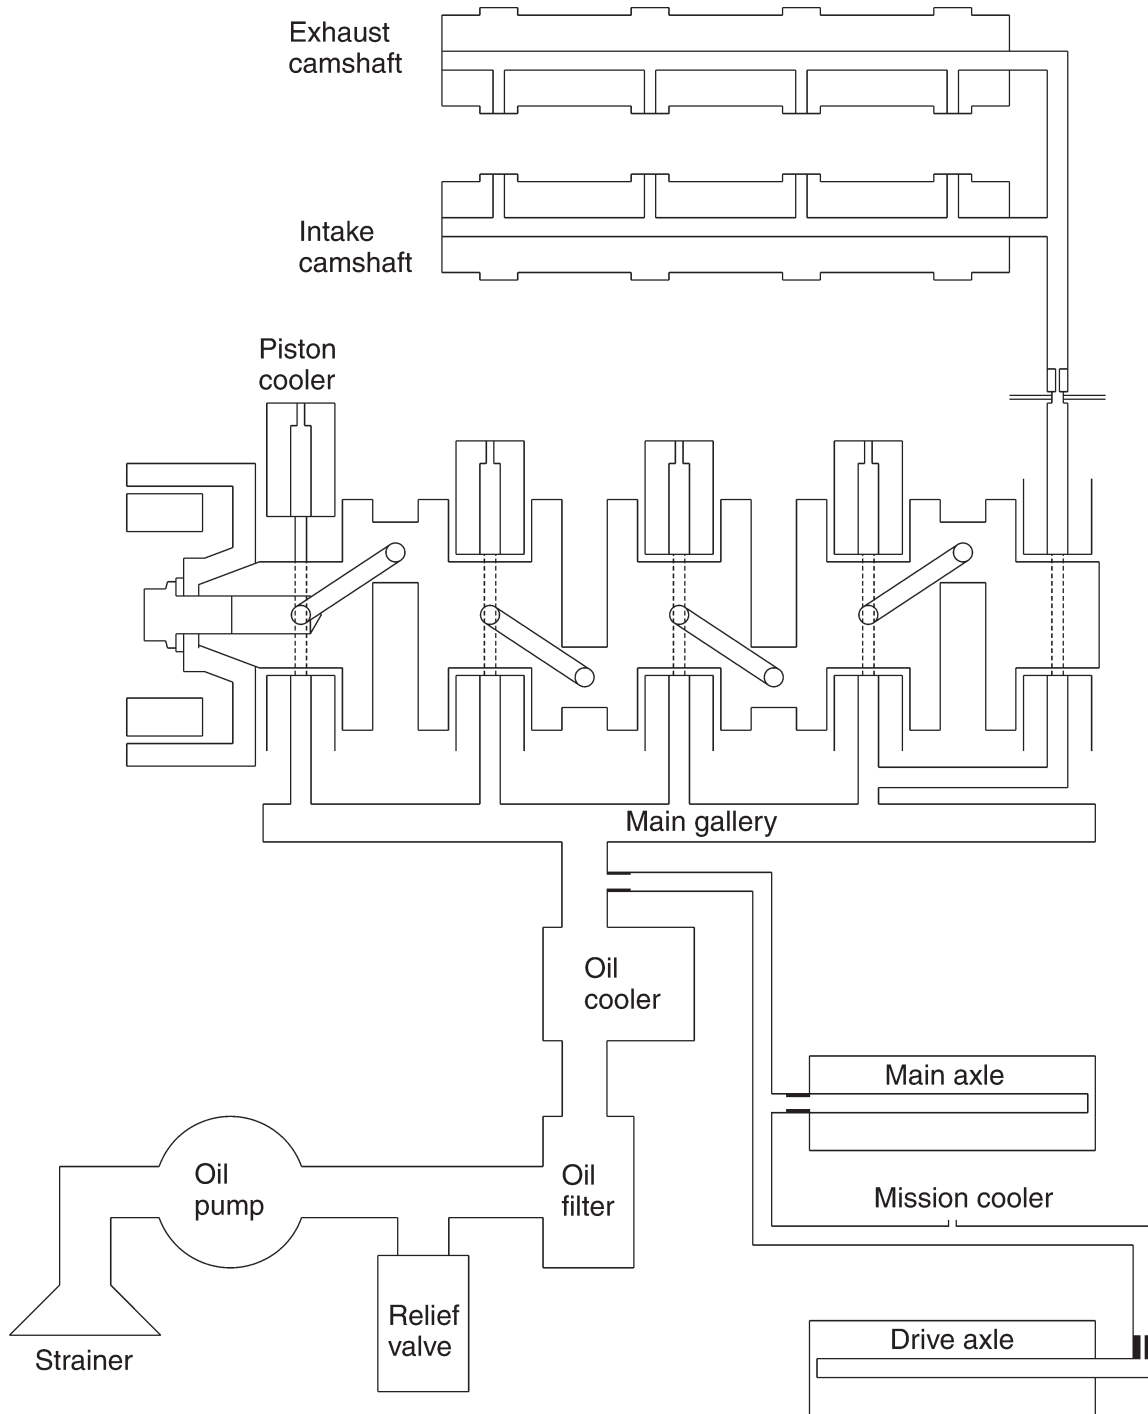 Exhaust
camshaft
Intake
camshaft
Piston
cooler
Main gallery
Oil
cooler
Main axle
Oil
pump
Oil
filter
Mission cooler
Relief
valve
Drive axle
Strainer